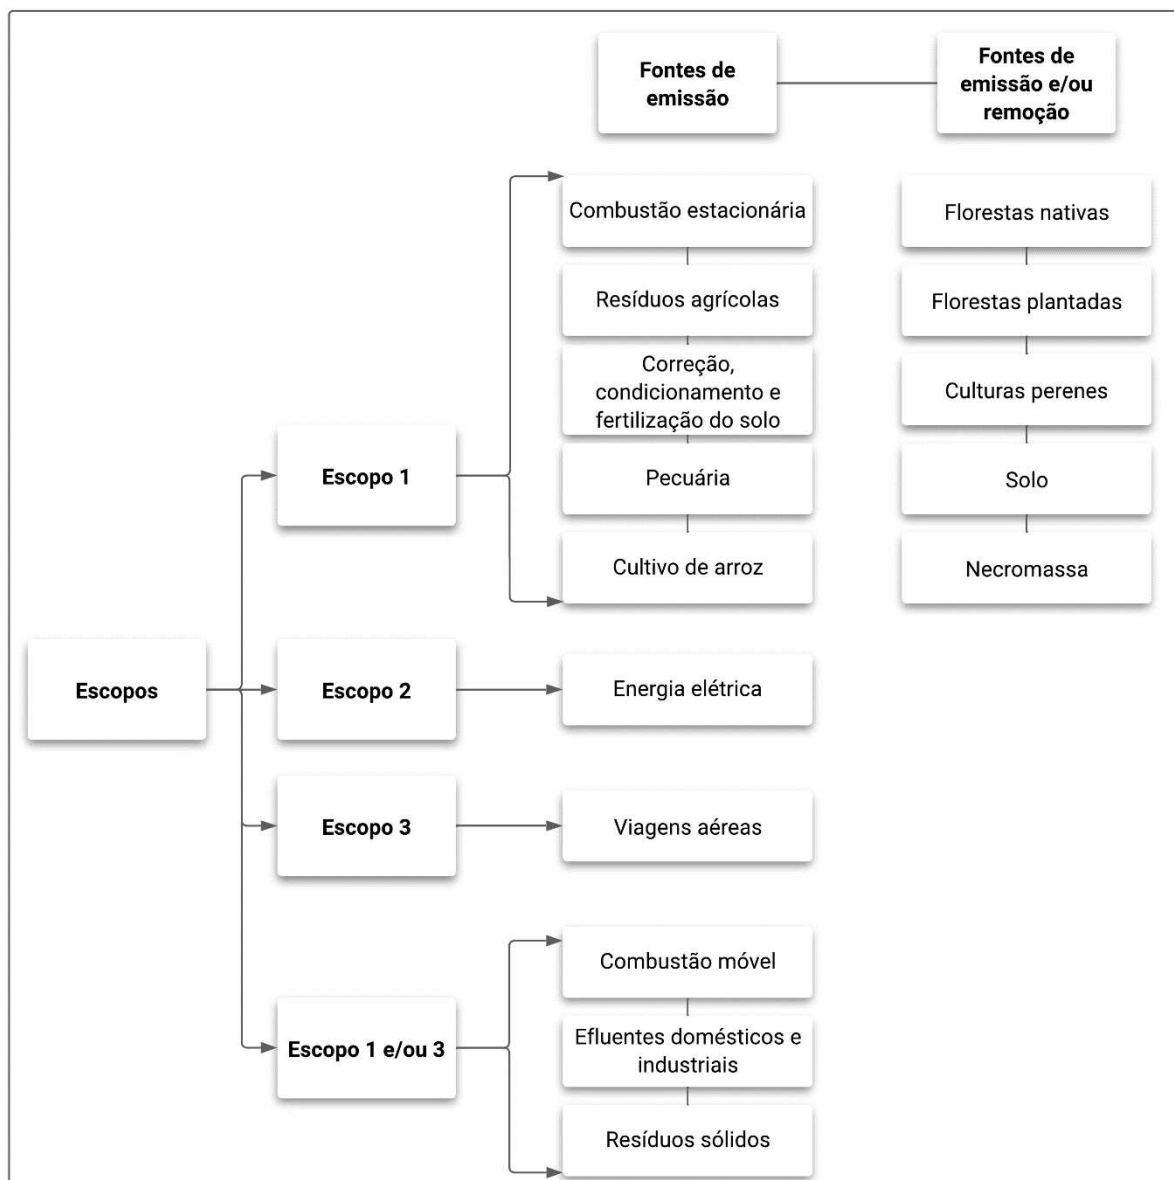 Fontes de
emissão
Fontes de
emissão e/ou
remoção
Combustão estacionária
Florestas nativas
Resíduos agrícolas
Florestas plantadas
Correção,
condicionamento e
fertilização do solo
Culturas perenes
Escopo 1
Pecuária
Solo
Cultivo de arroz
Necromassa
Escopos
Escopo 2
Energia elétrica
Escopo 3
Viagens aéreas
Combustão móvel
Escopo 1 e/ou 3
Efluentes domésticos e
industriais
Resíduos sólidos